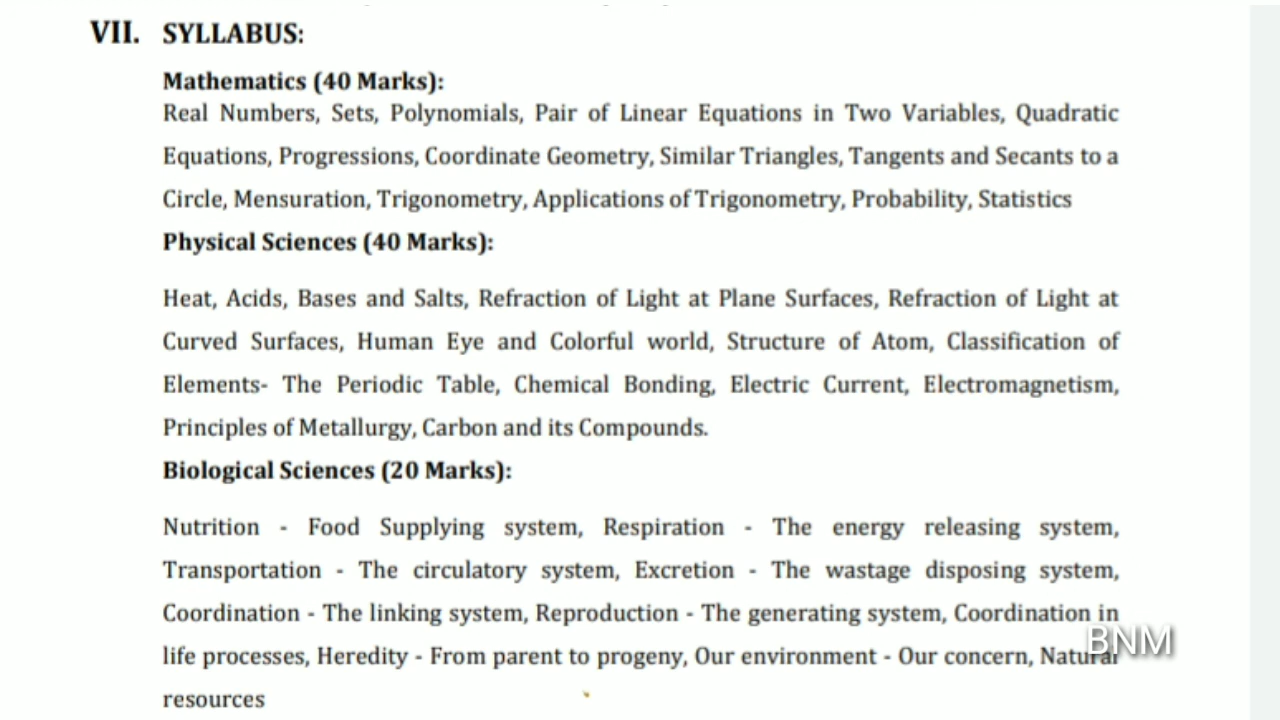 VII. SYLLABUS:
Mathematics (40 Marks):
Real Numbers, Sets, Polynomials, Pair of Linear Equations in Two Variables, Quadratic
Equations, Progressions, Coordinate Geometry, Similar Triangles, Tangents and Secants to a
Circle, Mensuration, Trigonometry, Applications of Trigonometry, Probability, Statistics
Physical Sciences (40 Marks):
Heat, Acids, Bases and Salts, Refraction of Light at Plane Surfaces, Refraction of Light at
Curved Surfaces, Human Eye and Colorful world, Structure of Atom, Classification of
Elements- The Periodic Table, Chemical Bonding, Electric Current, Electromagnetism,
Principles of Metallurgy, Carbon and its Compounds.
Biological Sciences (20 Marks):
Nutrition - Food Supplying system, Respiration - The energy releasing system,
Transportation - The circulatory system, Excretion - The wastage disposing system,
Coordination - The linking system, Reproduction - The generating system, Coordination in
life processes, Heredity - From parent to progeny, Our environment - Our concern, Natural
resources
BNM